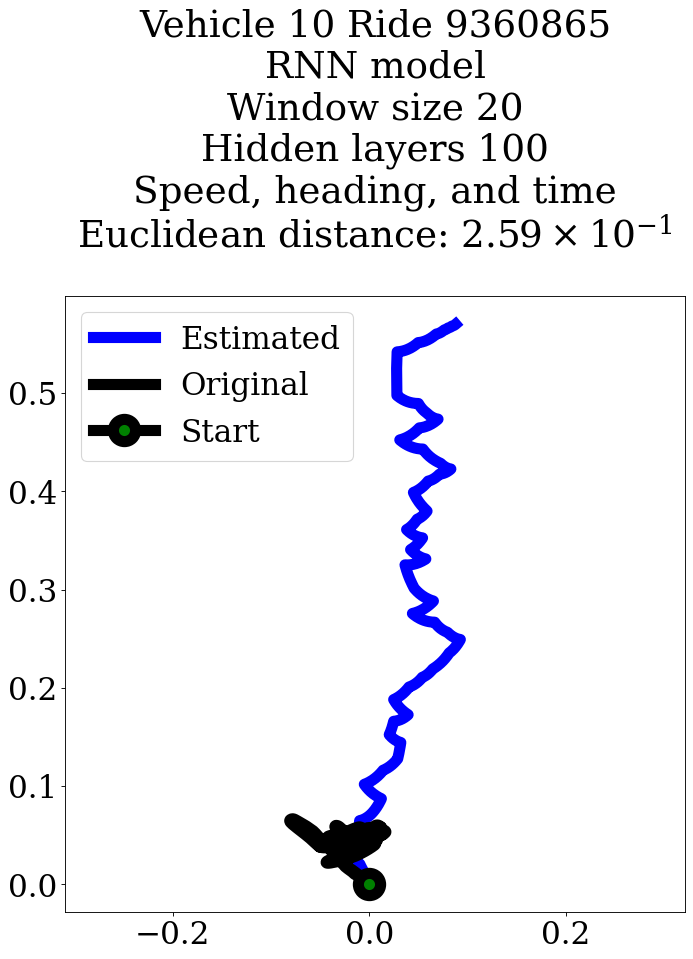 Vehicle 10 Ride 9360865
RNN model
Window size 20
Hidden layers 100
Speed, heading, and time
Euclidean distance: 2.59 × 10⁻¹
Estimated
Original
Start
0.5
0.4
0.3
0.2
0.1
0.0
−0.2 0.0 0.2